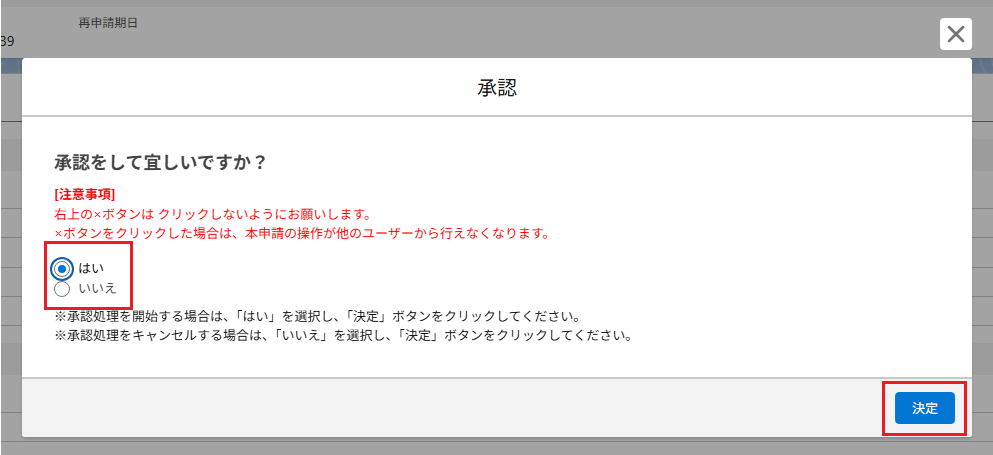 再申請期日
39
承認
承認をして宜しいですか？
[注意事項]
右上の×ボタンは クリックしないようにお願いします。
×ボタンをクリックした場合は、本申請の操作が他のユーザーから行えなくなります。
はい
いいえ
※承認処理を開始する場合は、「はい」を選択し、「決定」ボタンをクリックしてください。
※承認処理をキャンセルする場合は、「いいえ」を選択し、「決定」ボタンをクリックしてください。
決定